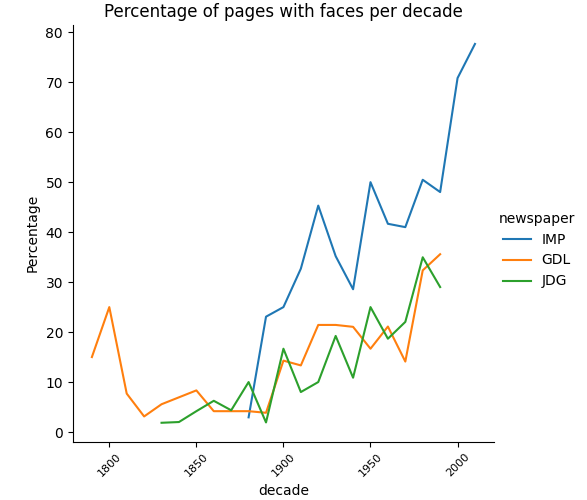 Percentage of pages with faces per decade
80
70
60
50
40
30
20
10
0
Percentage
1800
1850
1900
1950
2000
decade
newspaper
IMP
GDL
JDG